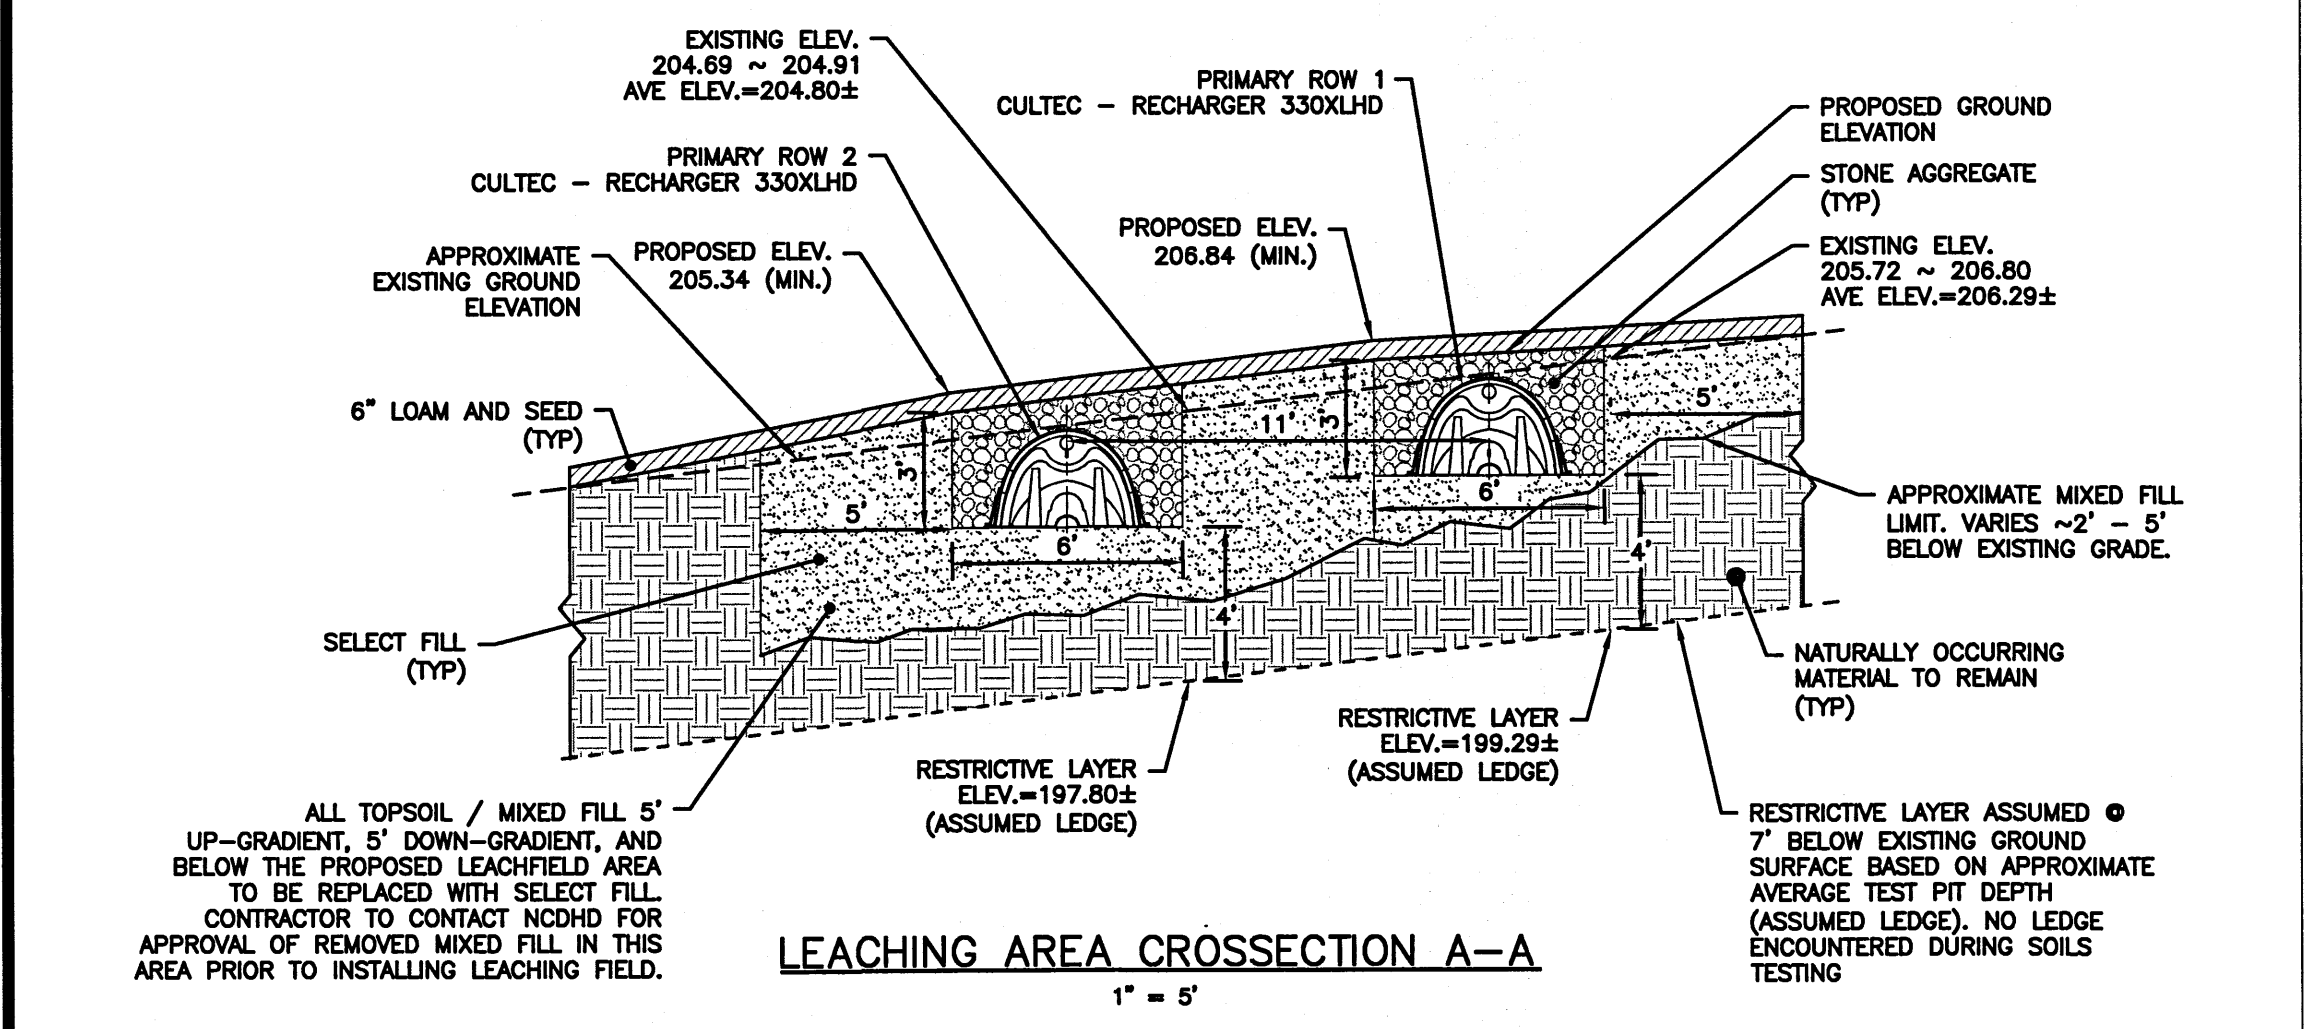 EXISTING ELEV.
204.69 ~ 204.91
AVE ELEV.=204.80±
PRIMARY ROW 1
CULTEC - RECHARGER 330XLHD
PROPOSED GROUND
ELEVATION
PRIMARY ROW 2
CULTEC - RECHARGER 330XLHD
STONE AGGREGATE
(TYP)
PROPOSED ELEV.
206.84 (MIN.)
APPROXIMATE
EXISTING GROUND
ELEVATION
PROPOSED ELEV.
205.34 (MIN.)
EXISTING ELEV.
205.72 ~ 206.80
AVE ELEV.=206.29±
6" LOAM AND SEED
(TYP)
5'
3'
6'
11'
3'
6'
5'
4'
4'
APPROXIMATE MIXED FILL
LIMIT. VARIES ~2' - 5'
BELOW EXISTING GRADE.
SELECT FILL
(TYP)
NATURALLY OCCURRING
MATERIAL TO REMAIN
(TYP)
RESTRICTIVE LAYER
ELEV.=199.29±
(ASSUMED LEDGE)
RESTRICTIVE LAYER
ELEV.=197.80±
(ASSUMED LEDGE)
ALL TOPSOIL / MIXED FILL 5'
UP-GRADIENT, 5' DOWN-GRADIENT, AND
BELOW THE PROPOSED LEACHFIELD AREA
TO BE REPLACED WITH SELECT FILL.
CONTRACTOR TO CONTACT NCDHD FOR
APPROVAL OF REMOVED MIXED FILL IN THIS
AREA PRIOR TO INSTALLING LEACHING FIELD.
RESTRICTIVE LAYER ASSUMED @
7' BELOW EXISTING GROUND
SURFACE BASED ON APPROXIMATE
AVERAGE TEST PIT DEPTH
(ASSUMED LEDGE). NO LEDGE
ENCOUNTERED DURING SOILS
TESTING
LEACHING AREA CROSSECTION A-A
1" = 5'